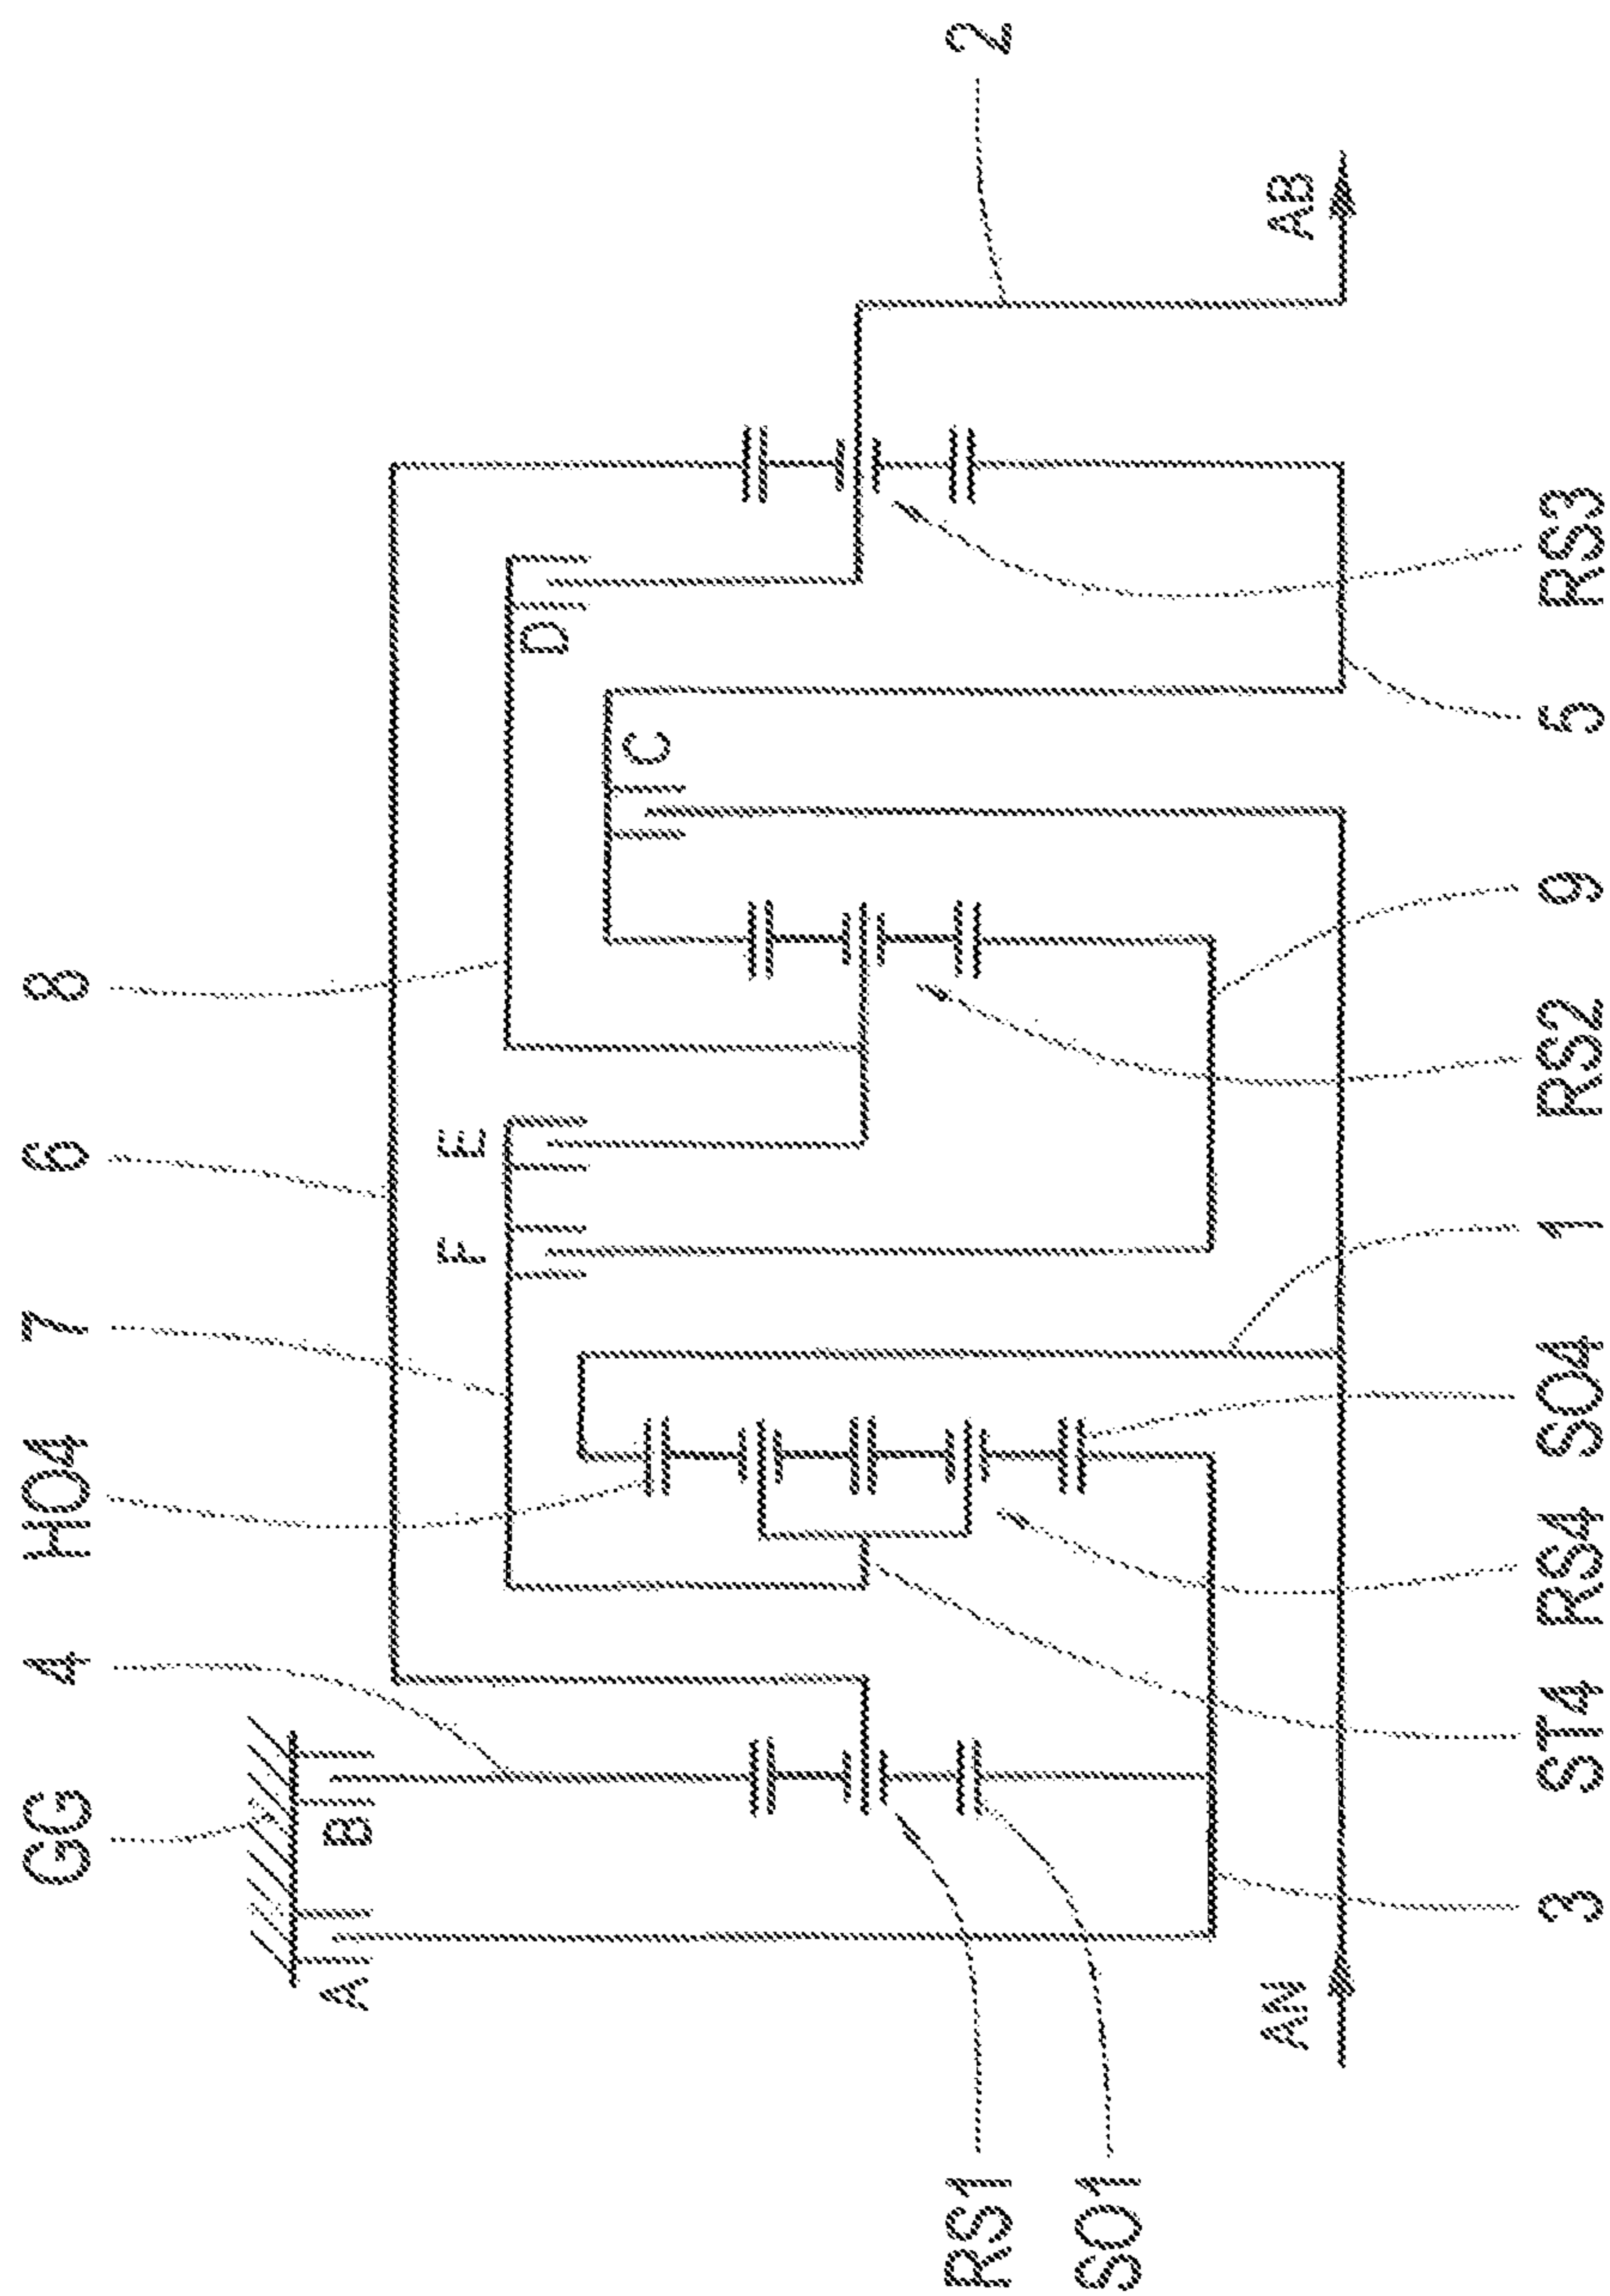 GG 4 HO4 7 6 8
A B
F E
D
C
RS1 2
SO1
AN AB
3 ST4 RS4 SO4 1 RS2 9 5 RS3